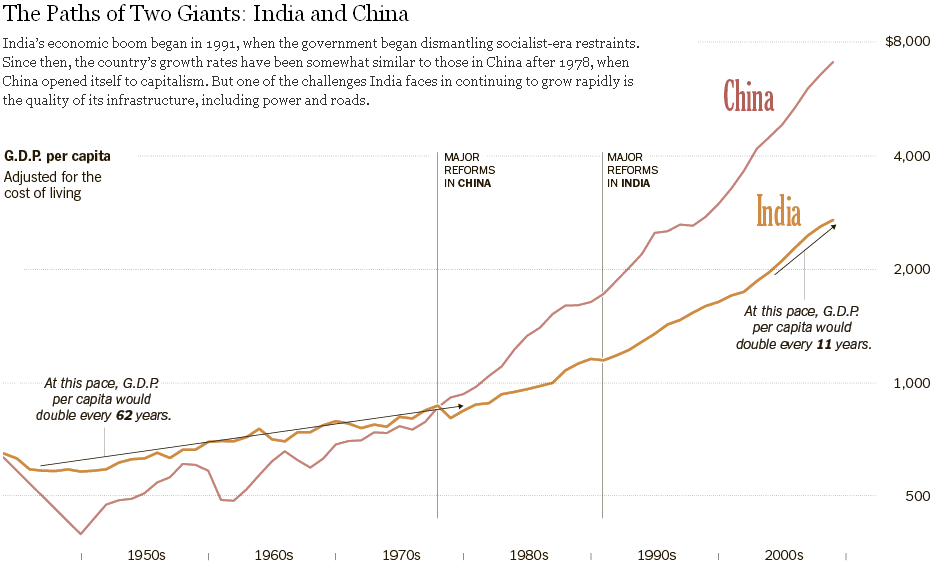 The Paths of Two Giants: India and China
India's economic boom began in 1991, when the government began dismantling socialist-era restraints.
Since then, the country's growth rates have been somewhat similar to those in China after 1978, when
China opened itself to capitalism. But one of the challenges India faces in continuing to grow rapidly is
the quality of its infrastructure, including power and roads.
$8,000
China
G.D.P. per capita
Adjusted for the
cost of living
MAJOR
REFORMS
IN CHINA
MAJOR
REFORMS
IN INDIA
4,000
India
2,000
At this pace, G.D.P.
per capita would
double every 11 years.
At this pace, G.D.P.
per capita would
double every 62 years.
1,000
500
1950s
1960s
1970s
1980s
1990s
2000s